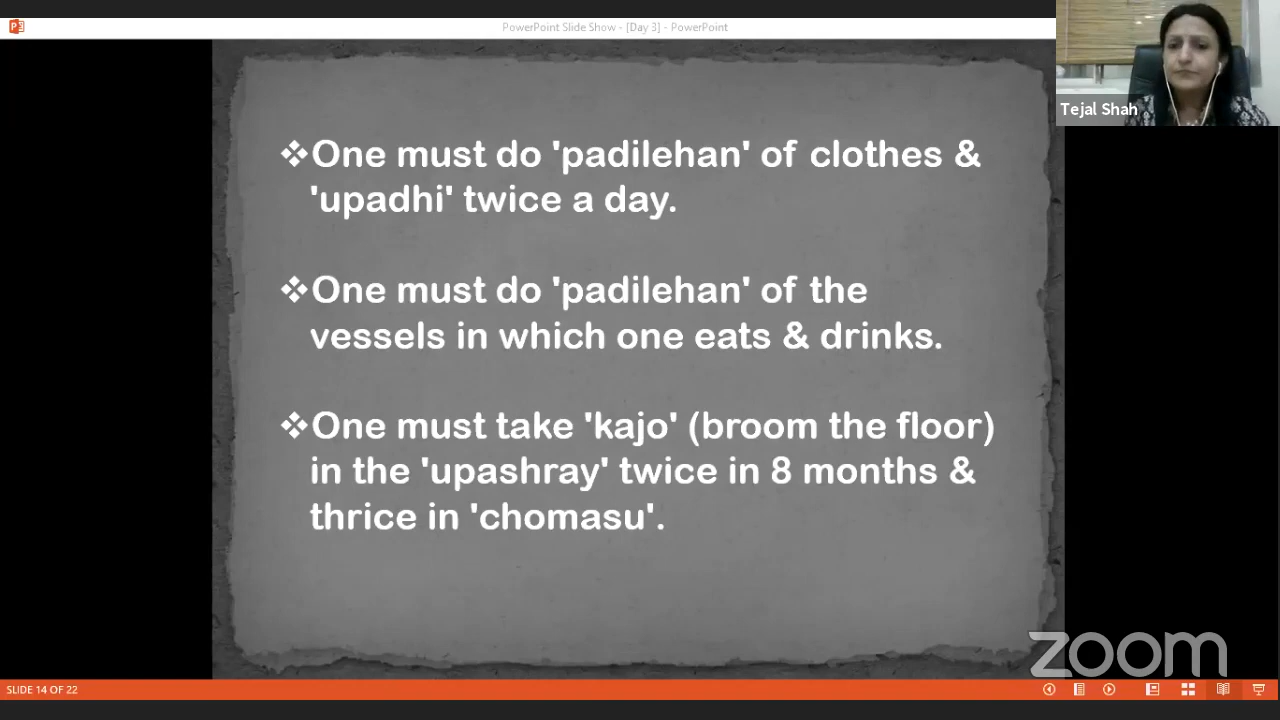 PowerPoint Slide Show - [Day 3] - PowerPoint
Tejal Shah
❖One must do 'padilehan' of clothes &
'upadhi' twice a day.
❖One must do 'padilehan' of the
vessels in which one eats & drinks.
❖One must take 'kajo' (broom the floor)
in the 'upashray' twice in 8 months &
thrice in 'chomasu'.
zoom
SLIDE 14 OF 22